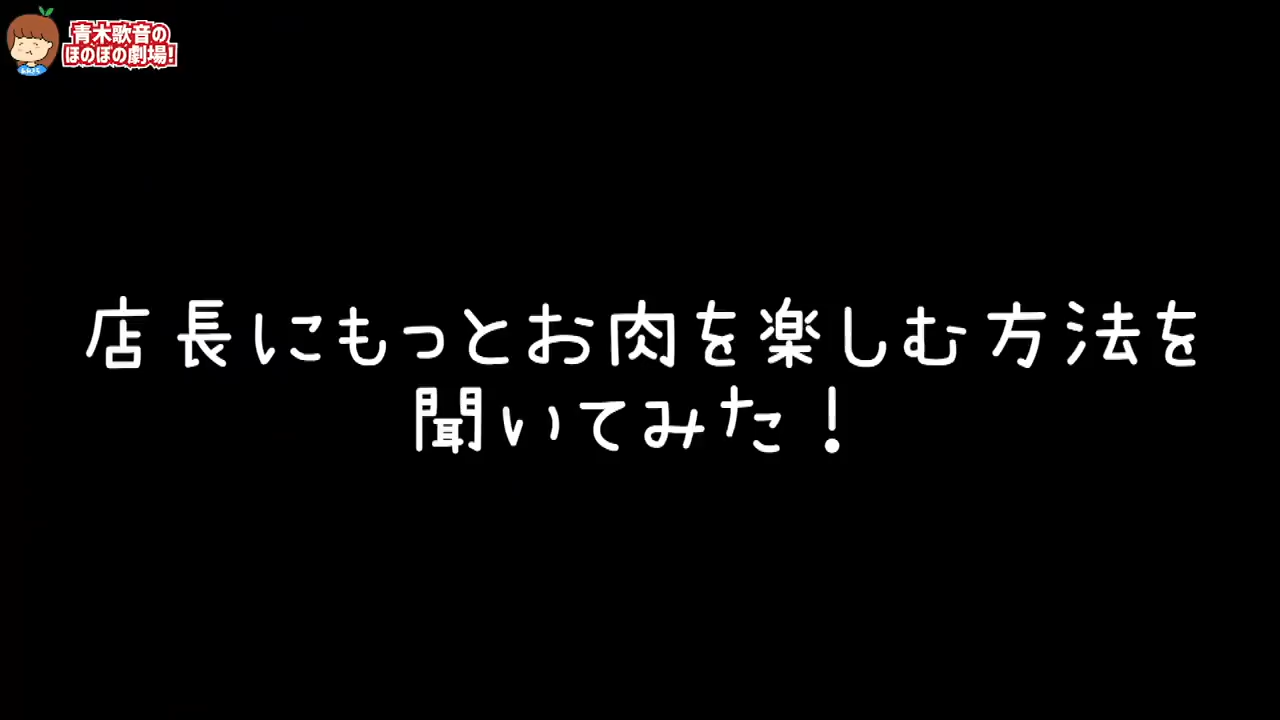 青木歌音の
ほのぼの劇場!
店長にもっとお肉を楽しむ方法を
聞いてみた！